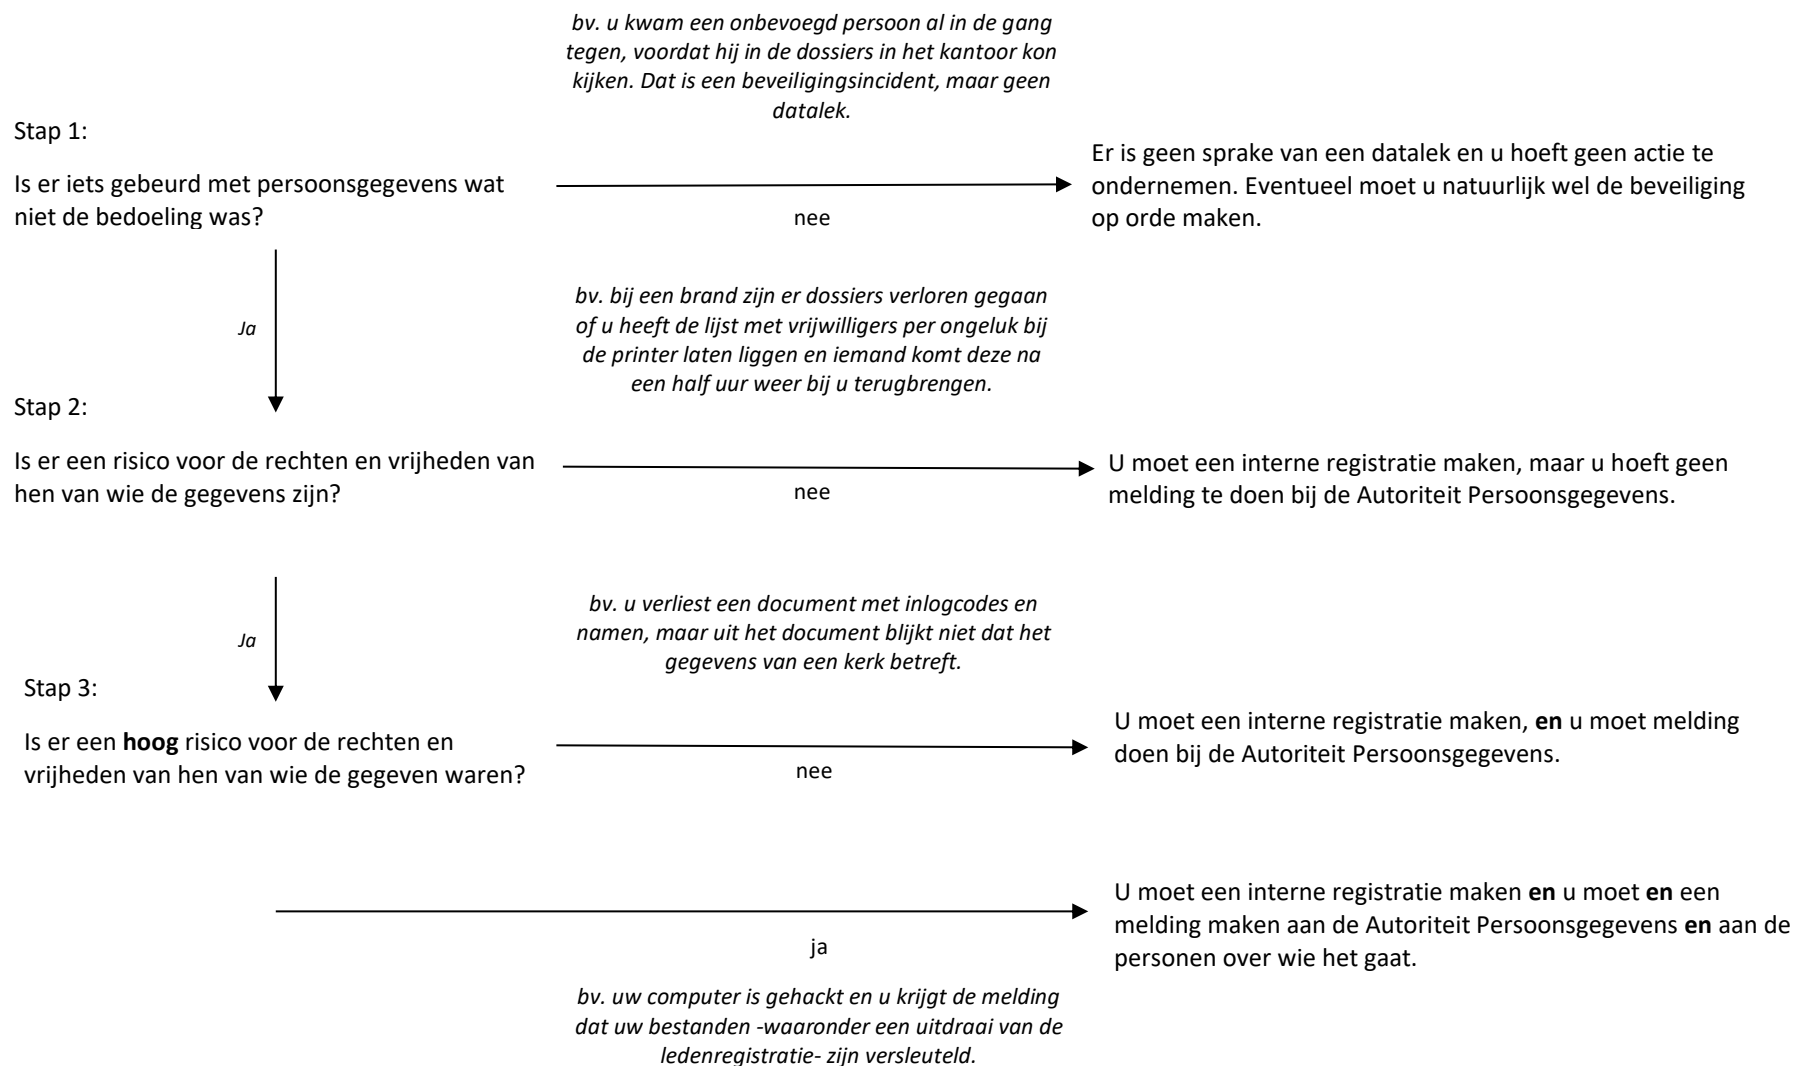 bv. u kwam een onbevoegd persoon al in de gang
tegen, voordat hij in de dossiers in het kantoor kon
kijken. Dat is een beveiligingsincident, maar geen
datalek.
Stap 1:
Is er iets gebeurd met persoonsgegevens wat
niet de bedoeling was?
nee
Er is geen sprake van een datalek en u hoeft geen actie te
ondernemen. Eventueel moet u natuurlijk wel de beveiliging
op orde maken.
Ja
bv. bij een brand zijn er dossiers verloren gegaan
of u heeft de lijst met vrijwilligers per ongeluk bij
de printer laten liggen en iemand komt deze na
een half uur weer bij u terugbrengen.
Stap 2:
Is er een risico voor de rechten en vrijheden van
hen van wie de gegevens zijn?
nee
U moet een interne registratie maken, maar u hoeft geen
melding te doen bij de Autoriteit Persoonsgegevens.
Ja
bv. u verliest een document met inlogcodes en
namen, maar uit het document blijkt niet dat het
gegevens van een kerk betreft.
Stap 3:
Is er een hoog risico voor de rechten en
vrijheden van hen van wie de gegeven waren?
nee
U moet een interne registratie maken, en u moet melding
doen bij de Autoriteit Persoonsgegevens.
ja
U moet een interne registratie maken en u moet en een
melding maken aan de Autoriteit Persoonsgegevens en aan de
personen over wie het gaat.
bv. uw computer is gehackt en u krijgt de melding
dat uw bestanden -waaronder een uitdraai van de
ledenregistratie- zijn versleuteld.